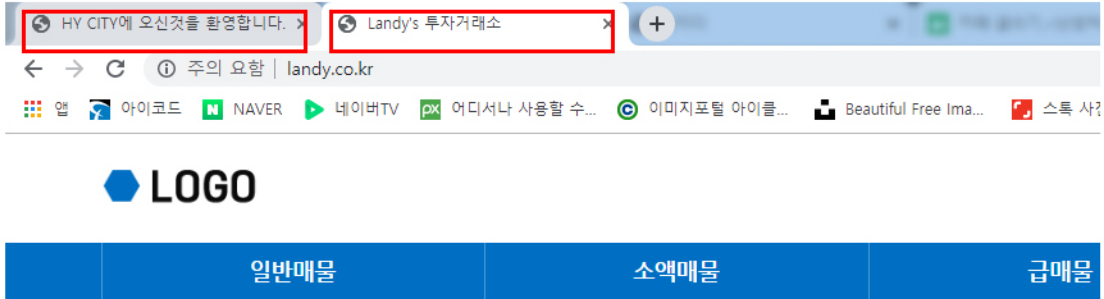 HY CITY에 오신것을 환영합니다. Landy's 투자거래소
주의 요함 landy.co.kr
앱 아이코드 NAVER 네이버TV px 어디서나 사용할 수... 이미지포털 아이클... Beautiful Free Ima... 스톡 사진
LOGO
일반매물 소액매물 급매물